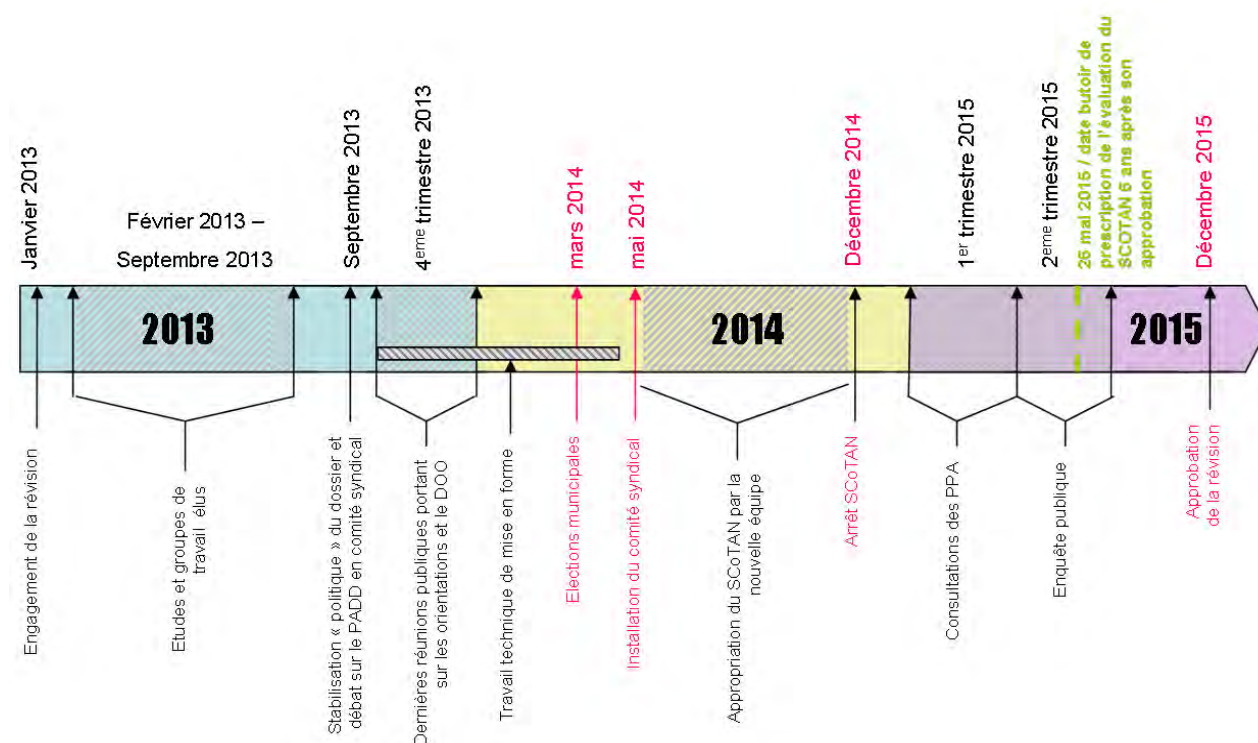 Janvier 2013
Février 2013 –
Septembre 2013
Septembre 2013
4eme trimestre 2013
mars 2014
mai 2014
Décembre 2014
1er trimestre 2015
2eme trimestre 2015
26 mai 2015 / date butoir de
prescription de l'évaluation du
SCOTAN 6 ans après son
approbation
Décembre 2015
2013
2014
2015
Engagement de la révision
Etudes et groupes de
travail élus
Stabilisation « politique » du dossier et
débat sur le PADD en comité syndical
Dernières réunions publiques portant
sur les orientations et le DOO
Travail technique de mise en forme
Elections municipales
Installation du comité syndical
Appropriation du SCoTAN par la
nouvelle équipe
Arrêt SCoTAN
Consultations des PPA
Enquête publique
Approbation
de la révision